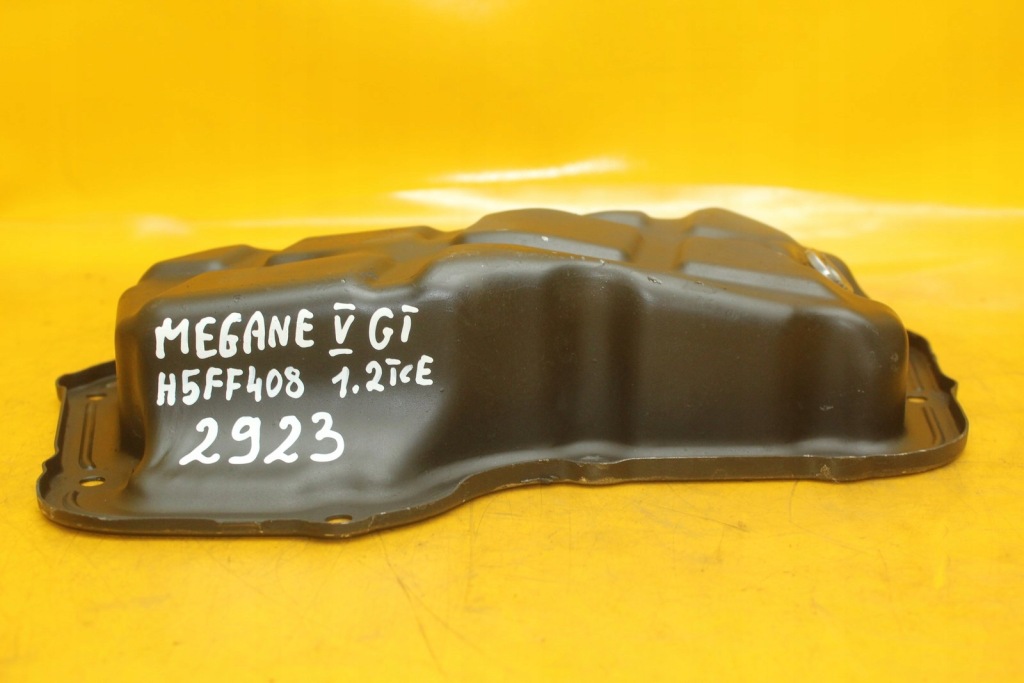 MEGANE V GT
H5FF408 1.2TCE
2923